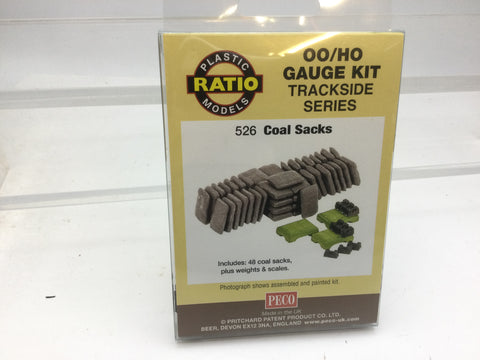 PLASTIC
RATIO
MODELS
OO/HO
GAUGE KIT
TRACKSIDE
SERIES
526 Coal Sacks
Includes: 48 coal sacks,
plus weights & scales.
Photograph shows assembled and painted kit.
PECO
Made in the UK
© PRITCHARD PATENT PRODUCT CO. LTD.
BEER, DEVON EX12 3NA, ENGLAND www.peco-uk.com